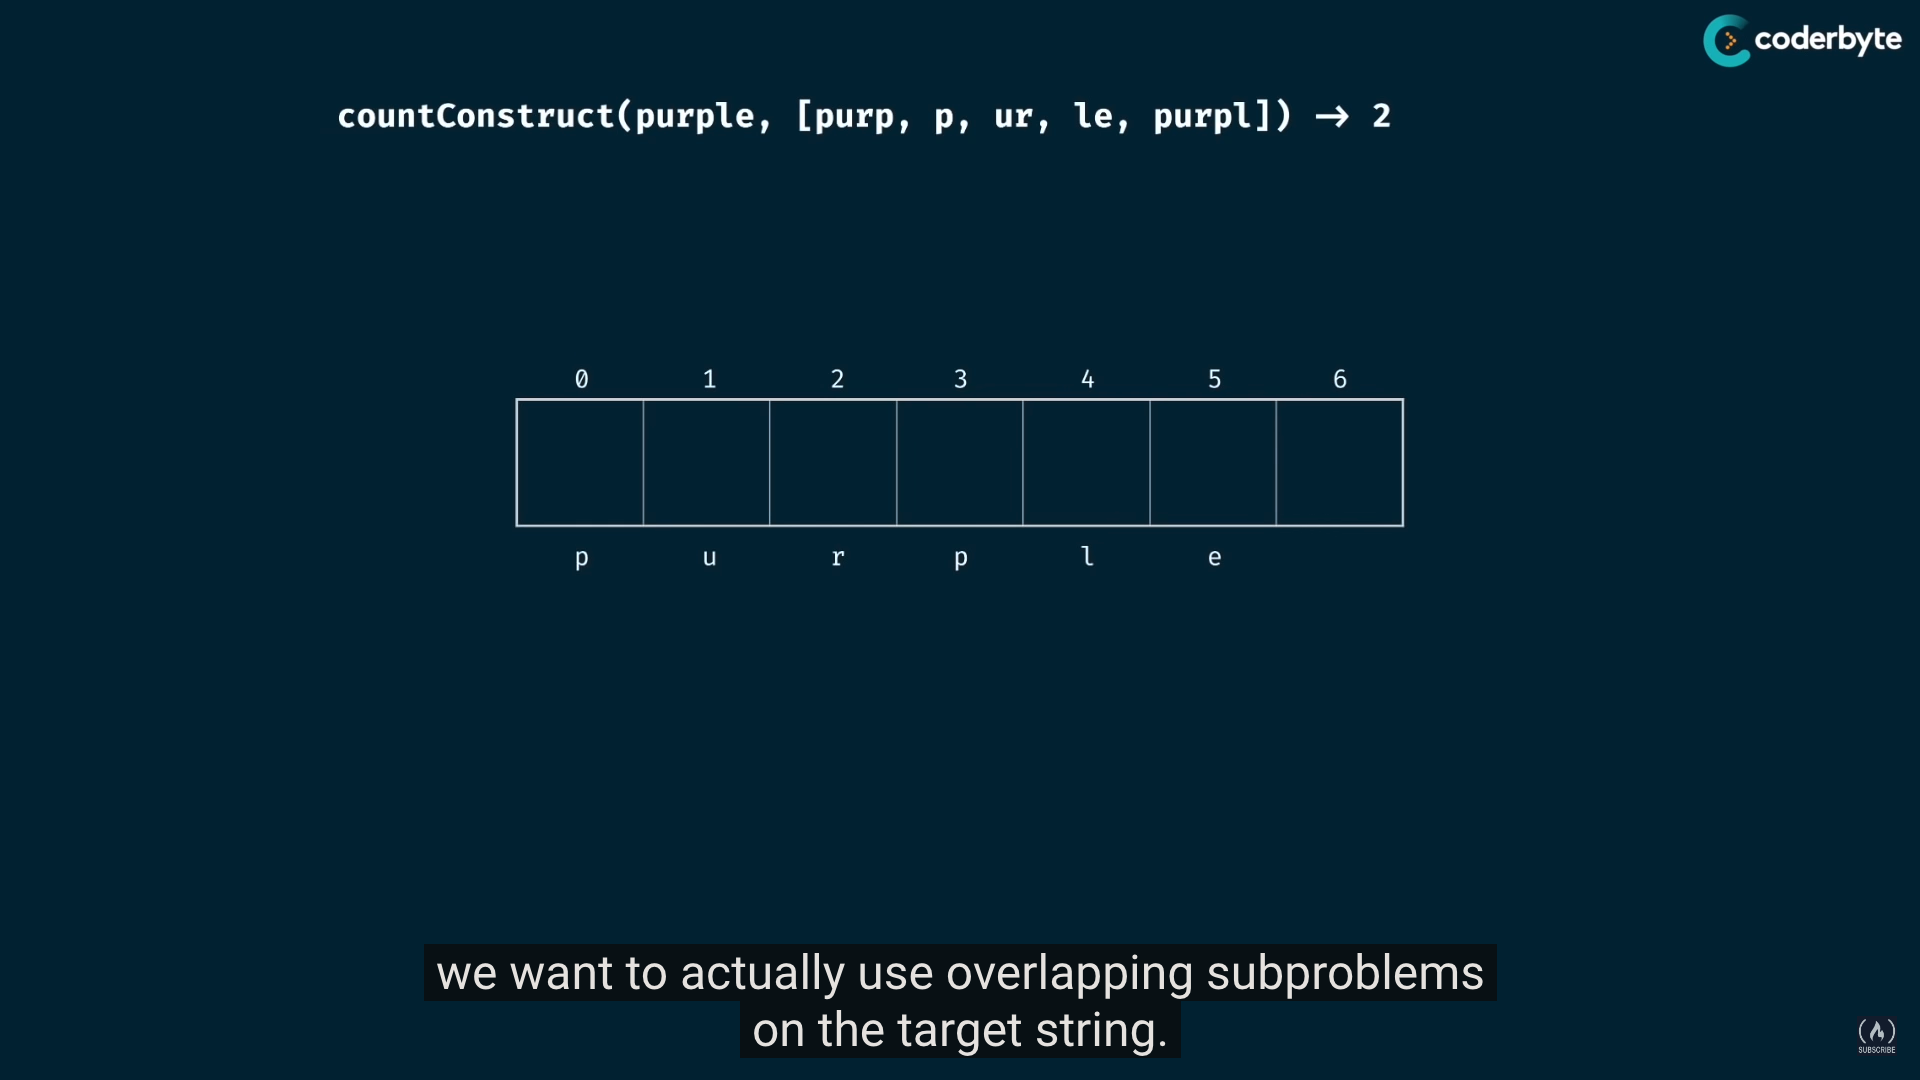 coderbyte
countConstruct(purple, [purp, p, ur, le, purpl]) → 2
0 1 2 3 4 5 6
p u r p l e
we want to actually use overlapping subproblems
on the target string.
SUBSCRIBE